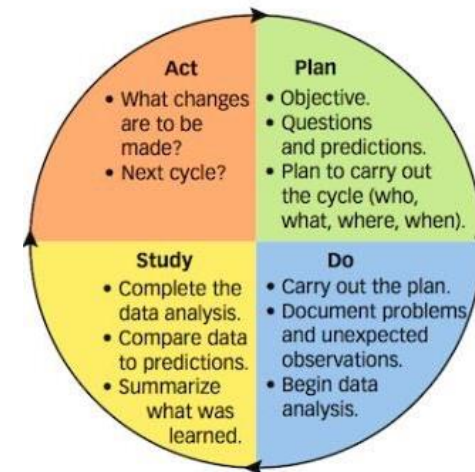 Act
• What changes
are to be
made?
• Next cycle?
Plan
• Objective.
• Questions
and predictions.
• Plan to carry out
the cycle (who,
what, where, when).
Study
• Complete the
data analysis.
• Compare data
to predictions.
• Summarize
what was
learned.
Do
• Carry out the plan.
• Document problems
and unexpected
observations.
• Begin data
analysis.